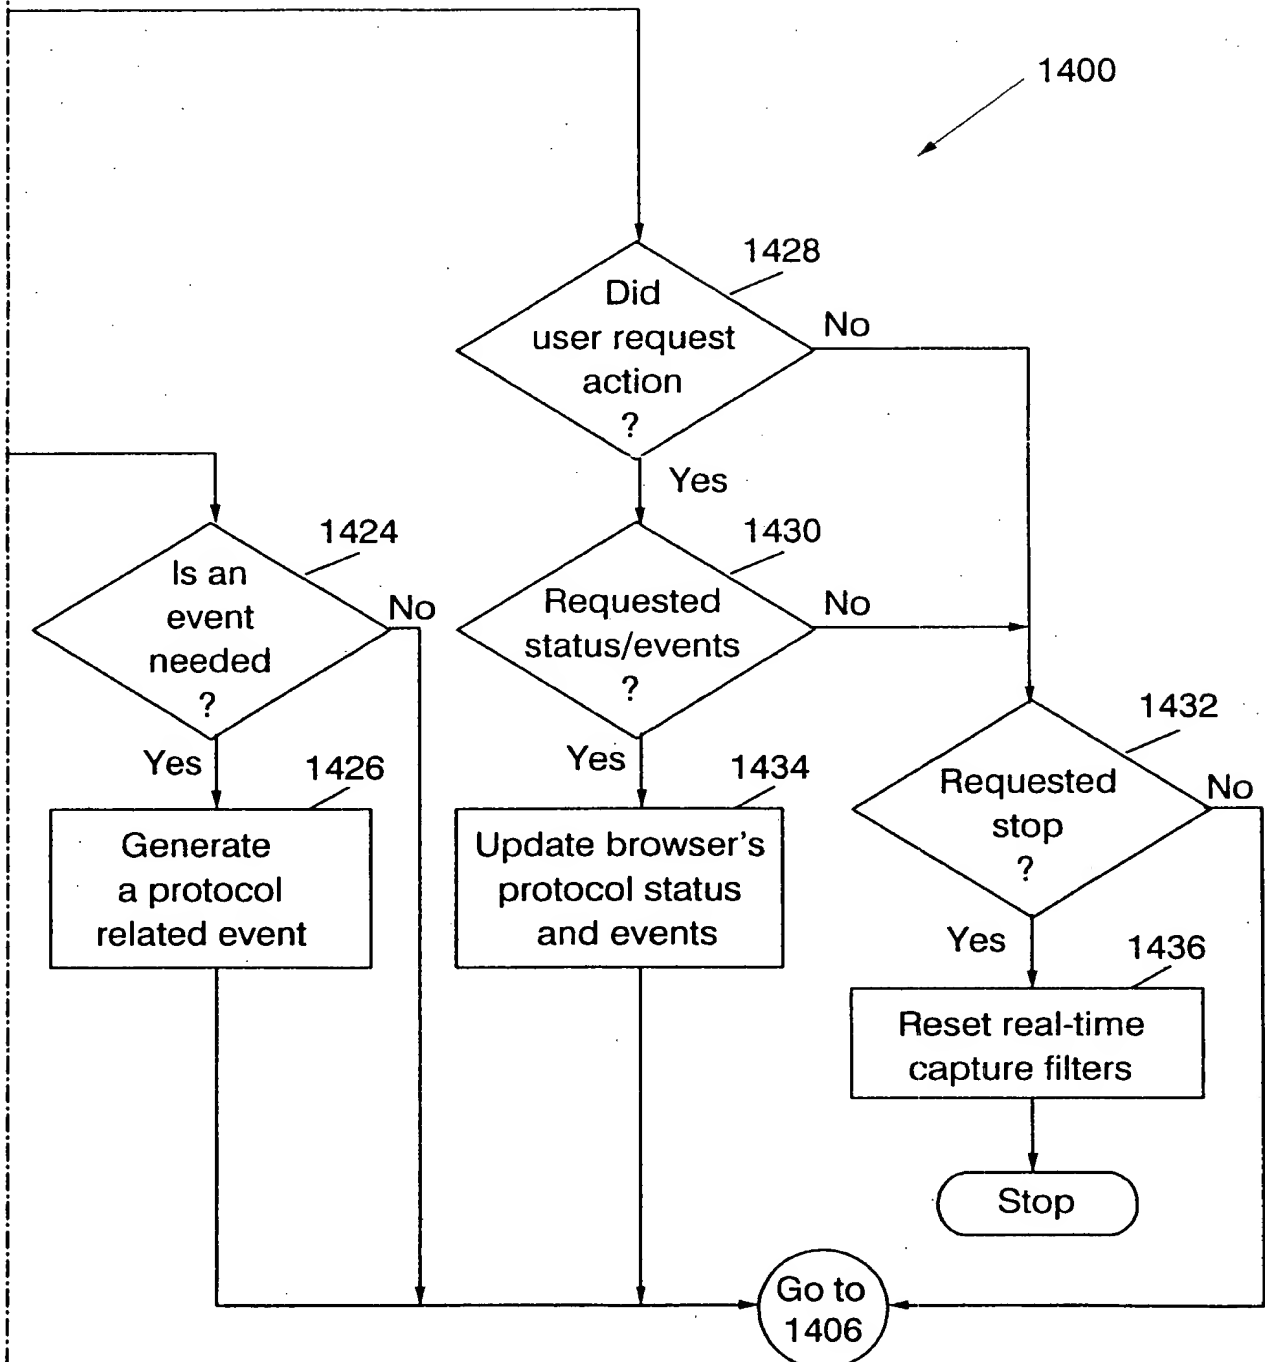 1400
1428
Did
user request
action
?
No
Yes
1424
Is an
event
needed
?
No
Yes
1430
Requested
status/events
?
No
Yes
1432
Requested
stop
?
No
Yes
1426
Generate
a protocol
related event
1434
Update browser's
protocol status
and events
1436
Reset real-time
capture filters
Stop
Go to
1406